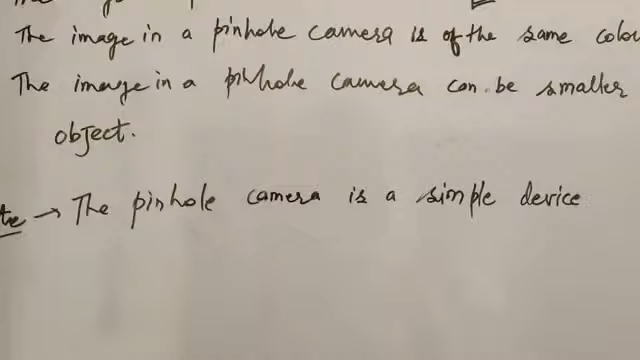 The image in a pinhole camera is of the same colou
The image in a pinhole camera can be smaller
object.
te → The pinhole camera is a simple device